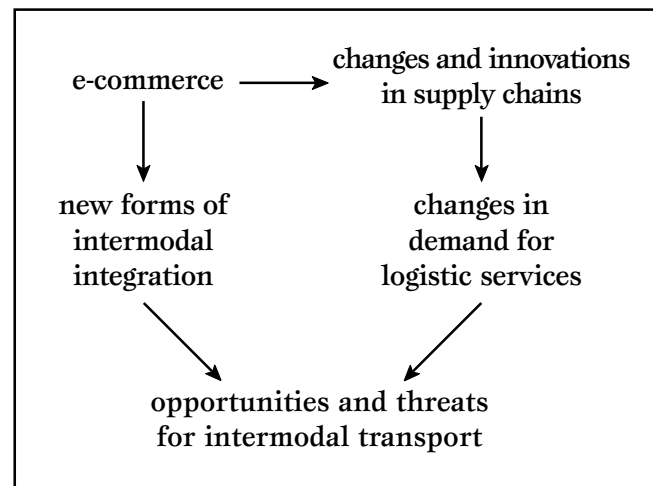 e-commerce
changes and innovations
in supply chains
new forms of
intermodal
integration
changes in
demand for
logistic services
opportunities and threats
for intermodal transport